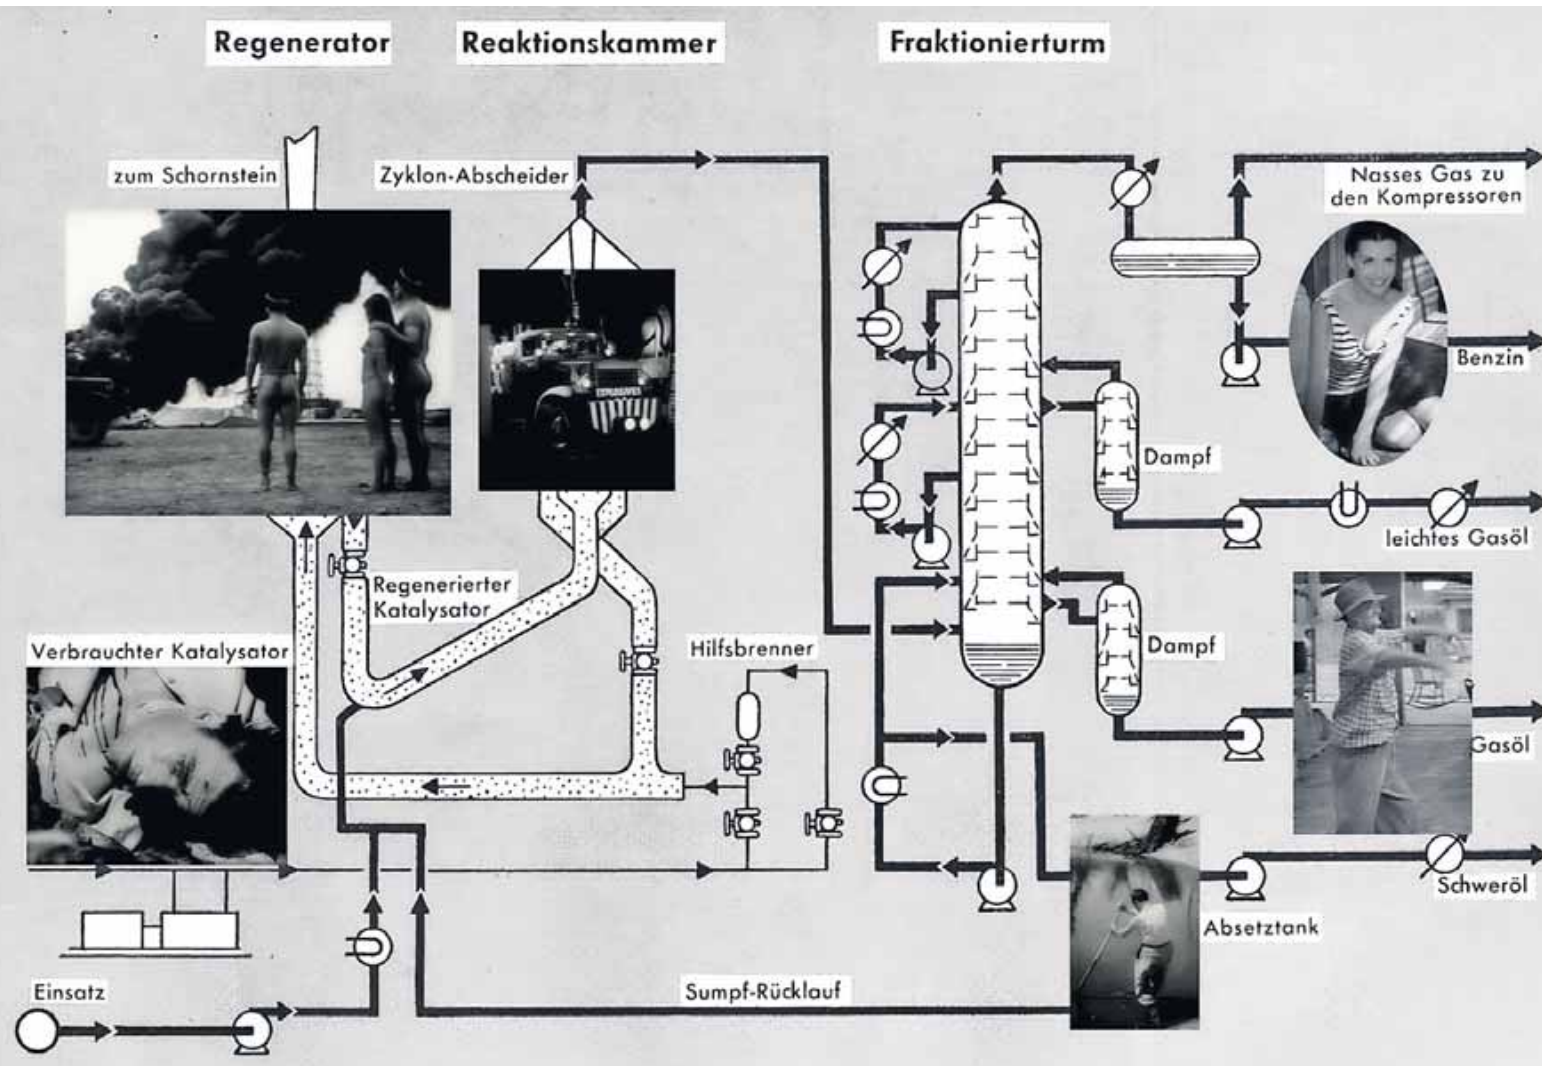 Regenerator
Reaktionskammer
Fraktionierturm
zum Schornstein
Zyklon-Abscheider
Nasses Gas zu
den Kompressoren
Benzin
Dampf
leichtes Gasöl
Regenerierter
Katalysator
Verbrauchter Katalysator
Hilfsbrenner
Dampf
Gasöl
Schweröl
Absetztank
Einsatz
Sumpf-Rücklauf